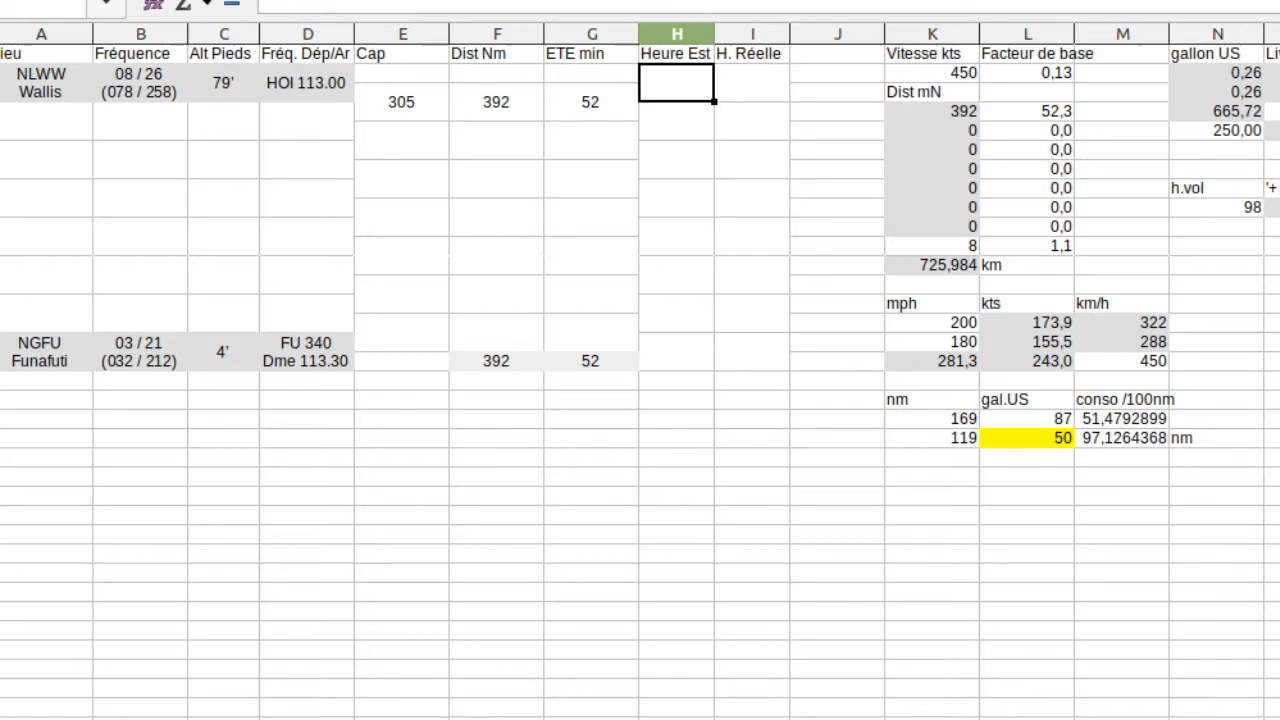 A B C D E F G H I J K L M N
ieu Fréquence Alt Pieds Fréq. Dép/Ar Cap Dist Nm ETE min Heure Est H. Réelle Vitesse kts Facteur de base gallon US Li
NLWW 08 / 26 79' HOI 113.00 450 0,13 0,26
Wallis (078 / 258) Dist mN 0,26
305 392 52 392 52,3 665,72
0 0,0 250,00
0 0,0
0 0,0
0 0,0 h.vol '+
0 0,0 98
0 0,0
8 1,1
725,984 km
mph kts km/h
200 173,9 322
NGFU 03 / 21 4' FU 340 180 155,5 288
Funafuti (032 / 212) Dme 113.30 392 52 281,3 243,0 450
nm gal.US conso /100nm
169 87 51,4792899
119 50 97,1264368 nm